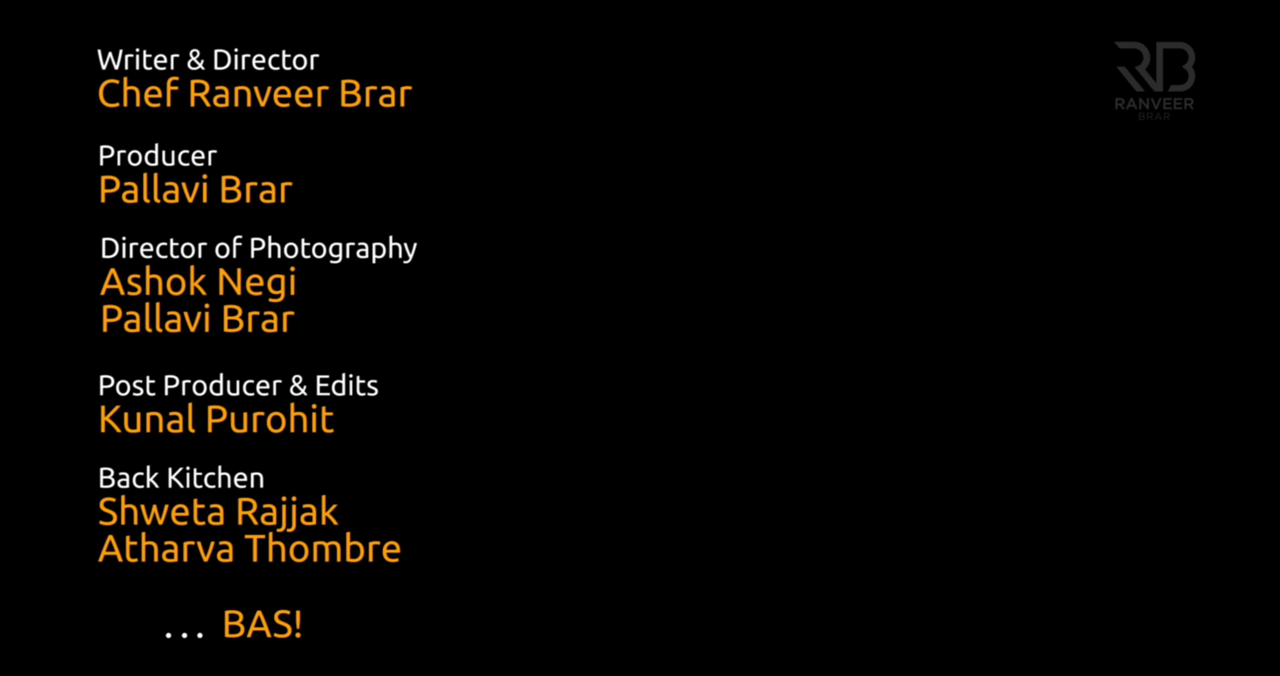 Writer & Director
Chef Ranveer Brar
Producer
Pallavi Brar
Director of Photography
Ashok Negi
Pallavi Brar
Post Producer & Edits
Kunal Purohit
Back Kitchen
Shweta Rajjak
Atharva Thombre
... BAS!
RB
RANVEER
BRAR